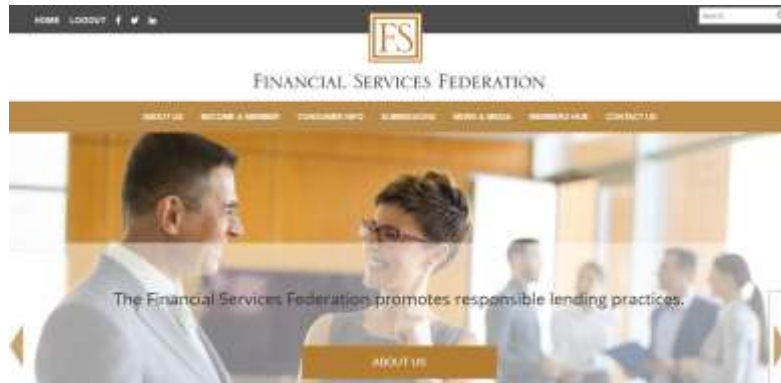 HOME LOGOUT
Search
FS
FINANCIAL SERVICES FEDERATION
ABOUT US BECOME A MEMBER CONSUMER INFO SUBMISSIONS NEWS & MEDIA MEMBERS HUB CONTACT US
The Financial Services Federation promotes responsible lending practices.
ABOUT US